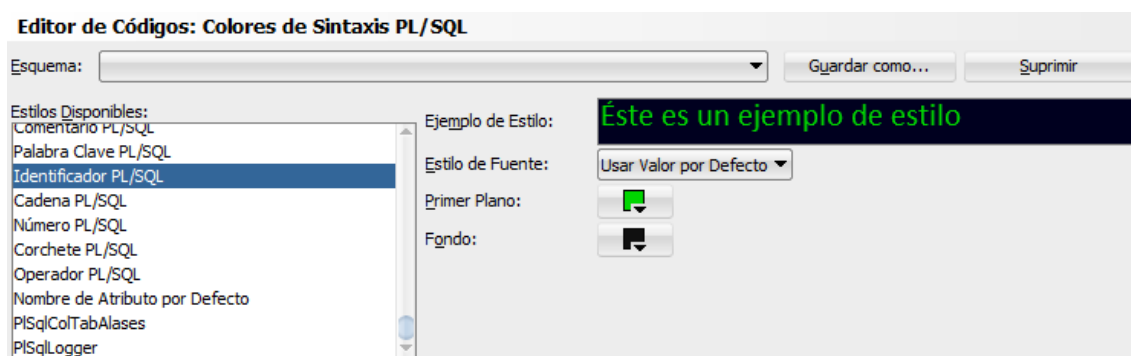 Editor de Códigos: Colores de Sintaxis PL/SQL
Esquema:
Guardar como...
Suprimir
Estilos Disponibles:
Comentario PL/SQL
Palabra Clave PL/SQL
Identificador PL/SQL
Cadena PL/SQL
Número PL/SQL
Corchete PL/SQL
Operador PL/SQL
Nombre de Atributo por Defecto
PlSqlColTabAlases
PlSqlLogger
Ejemplo de Estilo:
Éste es un ejemplo de estilo
Estilo de Fuente:
Usar Valor por Defecto
Primer Plano:
Fondo: